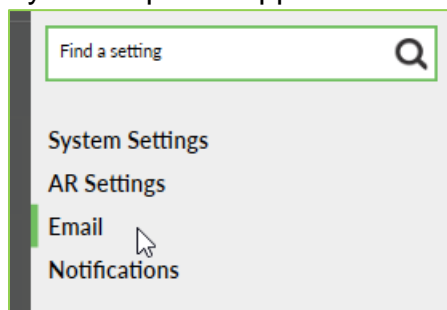 Find a setting
System Settings
AR Settings
Email
Notifications